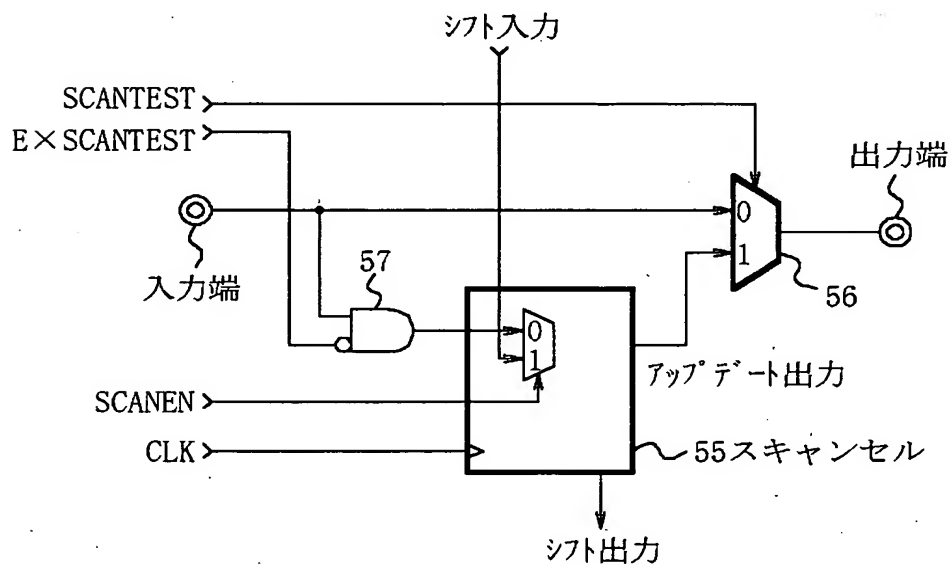 シフト入力
SCANTEST
E×SCANTEST
出力端
0
1
入力端
57
56
0
1
アップデート出力
SCANEN
CLK
55スキャンセル
シフト出力